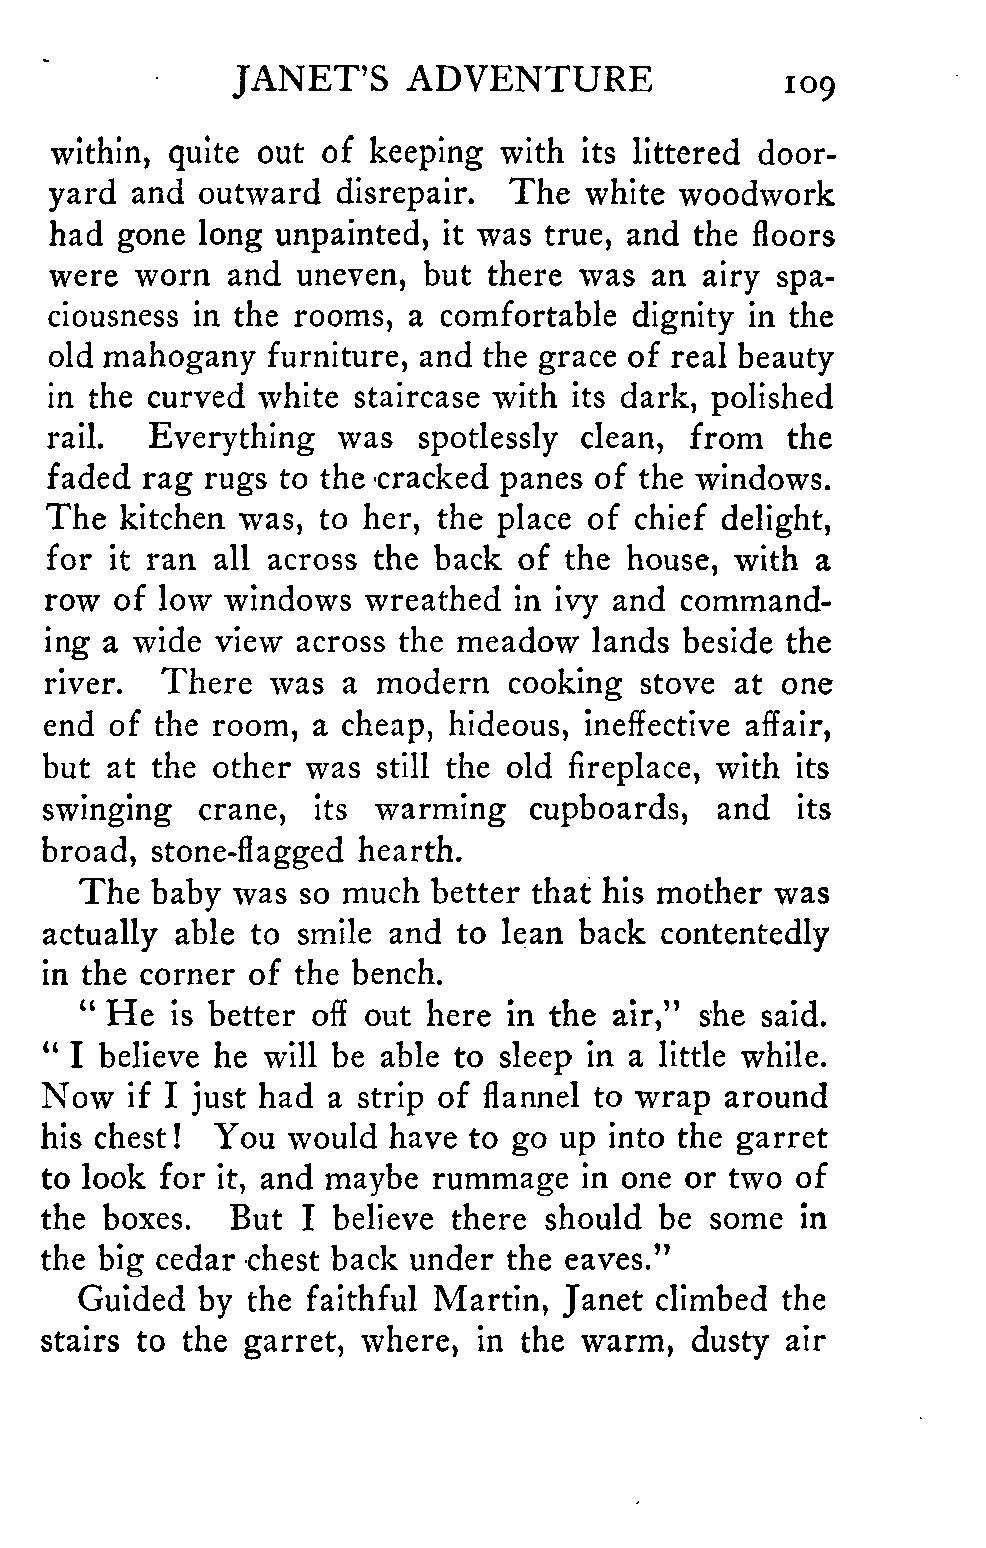 JANET'S ADVENTURE 109
within, quite out of keeping with its littered door-
yard and outward disrepair. The white woodwork
had gone long unpainted, it was true, and the floors
were worn and uneven, but there was an airy spa-
ciousness in the rooms, a comfortable dignity in the
old mahogany furniture, and the grace of real beauty
in the curved white staircase with its dark, polished
rail. Everything was spotlessly clean, from the
faded rag rugs to the cracked panes of the windows.
The kitchen was, to her, the place of chief delight,
for it ran all across the back of the house, with a
row of low windows wreathed in ivy and command-
ing a wide view across the meadow lands beside the
river. There was a modern cooking stove at one
end of the room, a cheap, hideous, ineffective affair,
but at the other was still the old fireplace, with its
swinging crane, its warming cupboards, and its
broad, stone-flagged hearth.
The baby was so much better that his mother was
actually able to smile and to lean back contentedly
in the corner of the bench.
" He is better off out here in the air," she said.
" I believe he will be able to sleep in a little while.
Now if I just had a strip of flannel to wrap around
his chest! You would have to go up into the garret
to look for it, and maybe rummage in one or two of
the boxes. But I believe there should be some in
the big cedar chest back under the eaves."
Guided by the faithful Martin, Janet climbed the
stairs to the garret, where, in the warm, dusty air